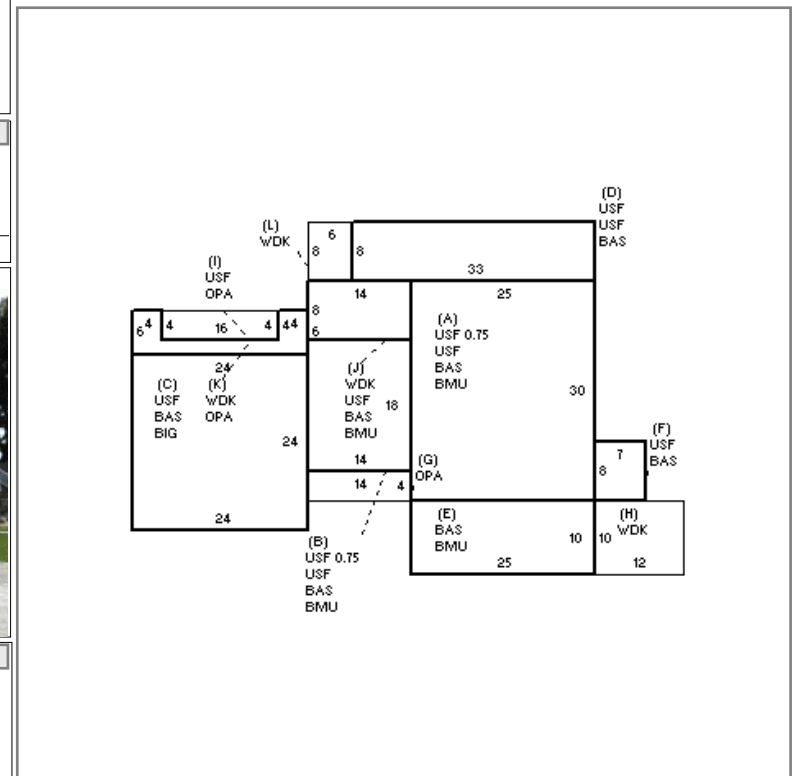 (D)
USF
USF
BAS
(L)
WDK
6
8
8
33
(I)
USF
OPA
14
25
8
6
4
4
16
4
44
6
(A)
USF 0.75
USF
BAS
BMU
30
24
(C)
USF
BAS
BIG
(K)
WDK
OPA
24
24
(J)
WDK
USF
BAS
BMU
18
14
(G)
OPA
14
4
(F)
USF
BAS
7
8
(E)
BAS
BMU
10
25
(H)
WDK
10
12
(B)
USF 0.75
USF
BAS
BMU